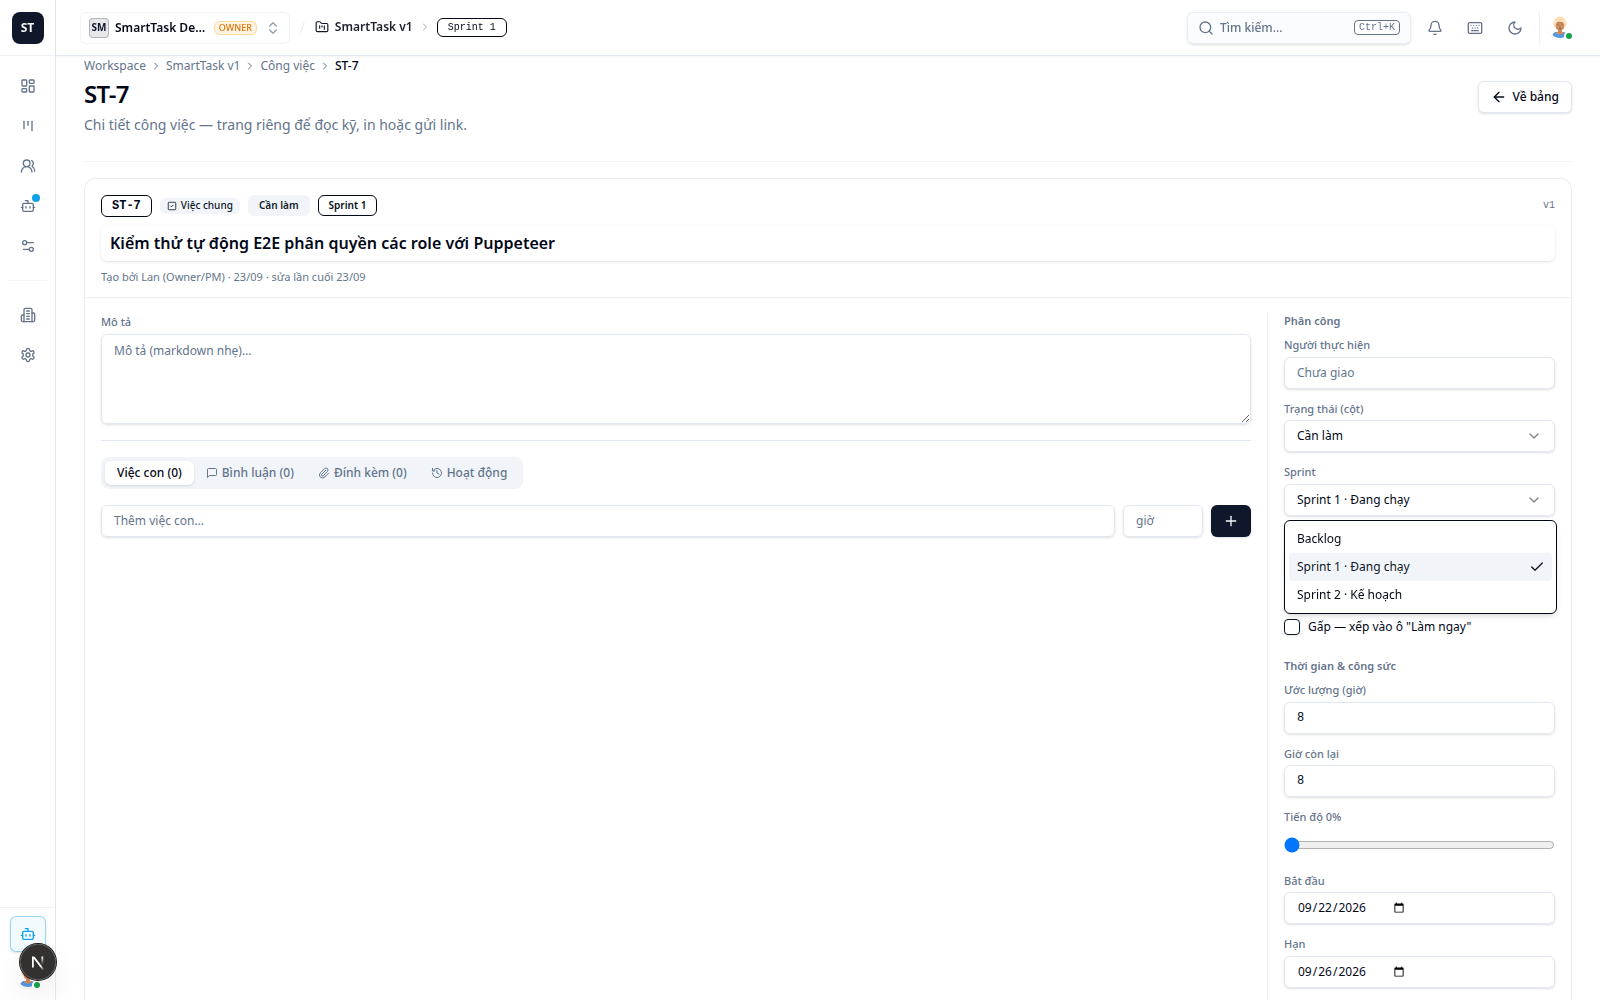 ST
SM SmartTask De... OWNER / SmartTask v1 Sprint 1
Tìm kiếm... Ctrl+K
Workspace > SmartTask v1 > Công việc > ST-7
ST-7
Về bảng
Chi tiết công việc — trang riêng để đọc kỹ, in hoặc gửi link.
ST-7 Việc chung Cần làm Sprint 1 v1
Kiểm thử tự động E2E phân quyền các role với Puppeteer
Tạo bởi Lan (Owner/PM) · 23/09 · sửa lần cuối 23/09
Mô tả
Mô tả (markdown nhẹ)...
Việc con (0) Bình luận (0) Đính kèm (0) Hoạt động
Thêm việc con... giờ +
Phân công
Người thực hiện
Chưa giao
Trạng thái (cột)
Cần làm
Sprint
Sprint 1 · Đang chạy
Backlog
Sprint 1 · Đang chạy
Sprint 2 · Kế hoạch
Gấp — xếp vào ô "Làm ngay"
Thời gian & công sức
Ước lượng (giờ)
8
Giờ còn lại
8
Tiến độ 0%
Bắt đầu
09/22/2026
Hạn
09/26/2026
N